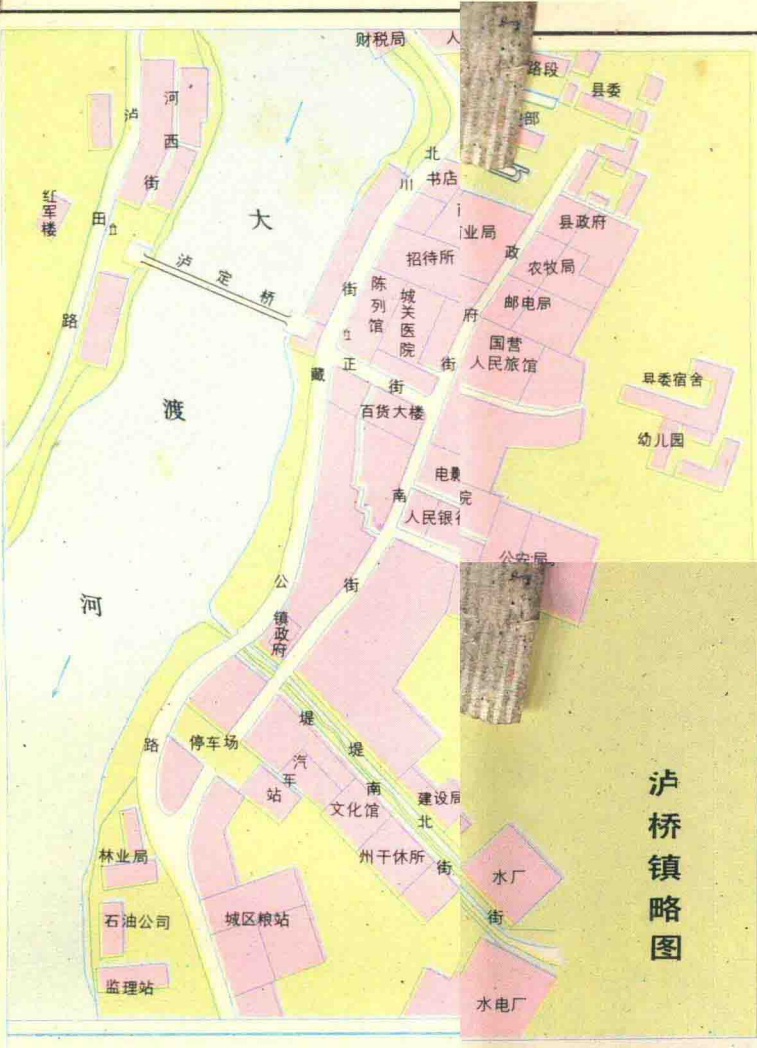 财税局
路段
县委
河西街
泸田路
红军楼
大渡河
泸定桥
北街
川藏公路
书店
业局
县政府
招待所
政府街
农牧局
陈列馆
城关医院
邮电局
国营
人民旅馆
正街
百货大楼
县委宿舍
幼儿园
电影院
南街
人民银行
公安局
镇政府
停车场
堤南街
堤北街
汽车站
文化馆
建设局
州干休所
林业局
石油公司
城区粮站
监理站
水厂
水电厂
泸桥镇略图